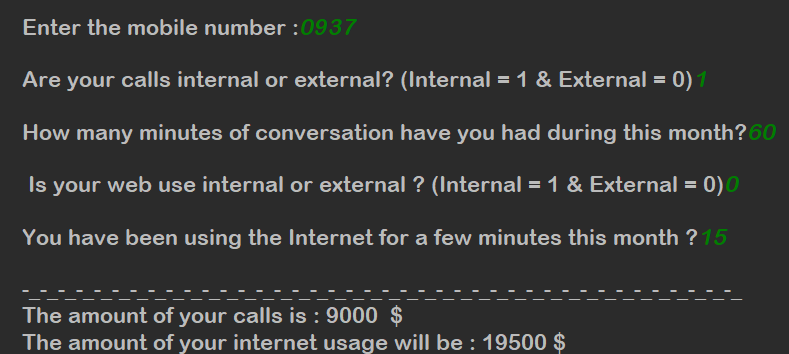 Enter the mobile number :0937
Are your calls internal or external? (Internal = 1 & External = 0)1
How many minutes of conversation have you had during this month?60
Is your web use internal or external ? (Internal = 1 & External = 0)0
You have been using the Internet for a few minutes this month ?15
-_-_-_-_-_-_-_-_-_-_-_-_-_-_-_-_-_-_-_-_-_-_-_-_-_-_-_-_-_-_-_-_-_-_-_-_-_-_-_-_
The amount of your calls is : 9000  $
The amount of your internet usage will be : 19500 $